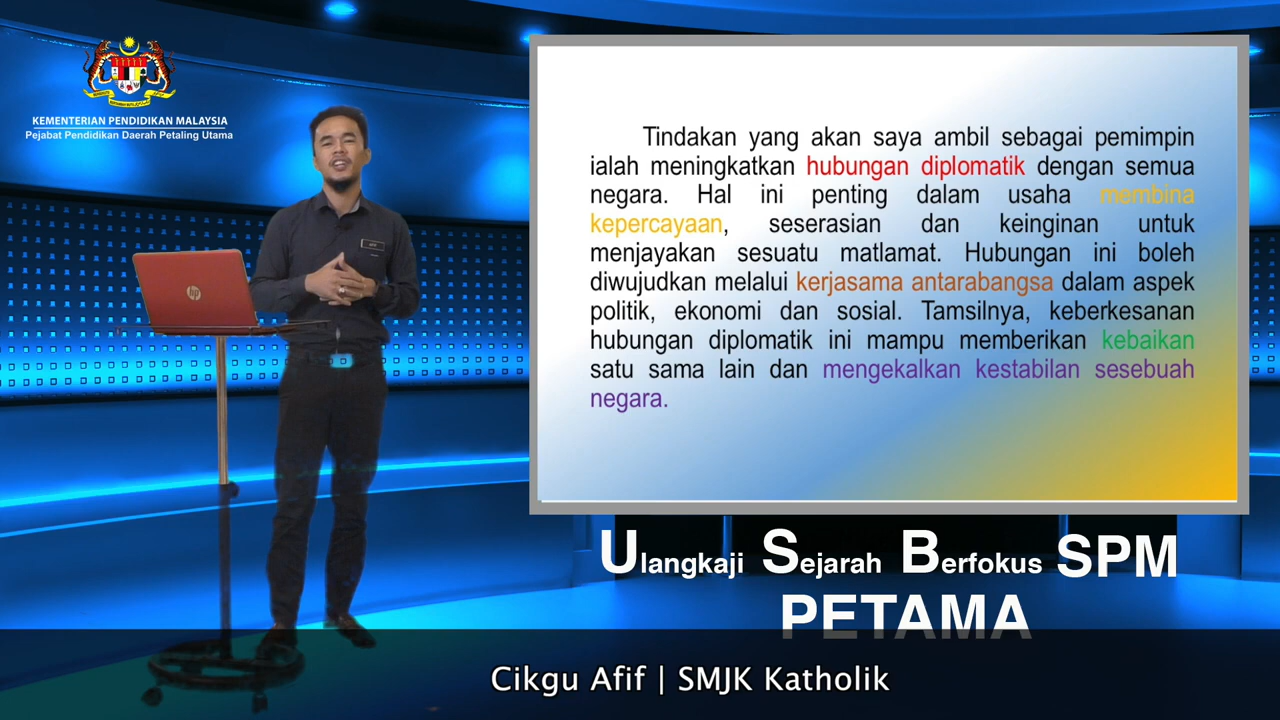 KEMENTERIAN PENDIDIKAN MALAYSIA
Pejabat Pendidikan Daerah Petaling Utama
hp
Tindakan yang akan saya ambil sebagai pemimpin
ialah meningkatkan hubungan diplomatik dengan semua
negara. Hal ini penting dalam usaha membina
kepercayaan, seserasian dan keinginan untuk
menjayakan sesuatu matlamat. Hubungan ini boleh
diwujudkan melalui kerjasama antarabangsa dalam aspek
politik, ekonomi dan sosial. Tamsilnya, keberkesanan
hubungan diplomatik ini mampu memberikan kebaikan
satu sama lain dan mengekalkan kestabilan sesebuah
negara.
Ulangkaji Sejarah Berfokus SPM
PETAMA
Cikgu Afif | SMJK Katholik